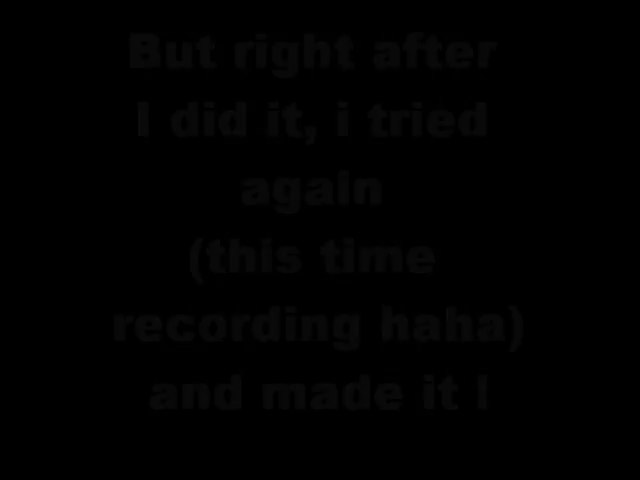 But right after
I did it, i tried
again
(this time
recording haha)
and made it l